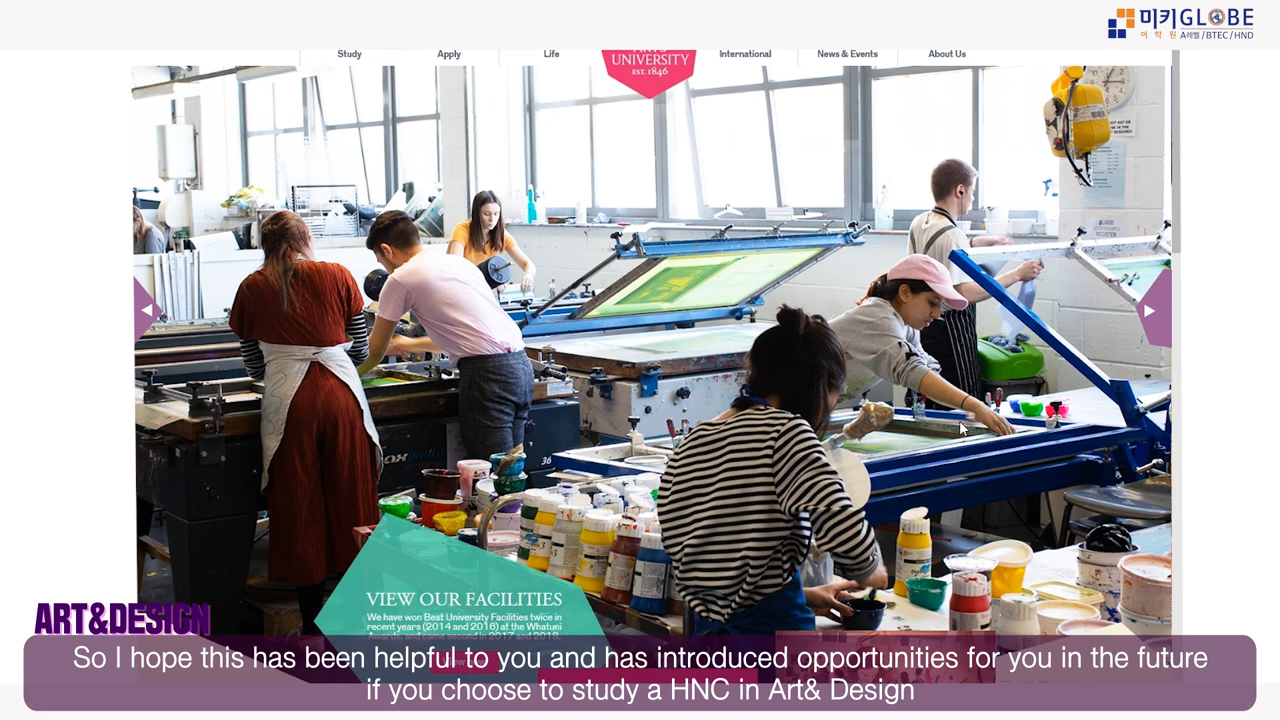 미키GLOBE
어학원 A레벨/BTEC/HND
Study Apply Life International News & Events About Us
ARTS
UNIVERSITY
EST. 1846
REGISTER
36
VIEW OUR FACILITIES
We have won Best University Facilities twice in
recent years (2014 and 2016) at the Whatuni
Awards, and came second in 2017 and 2018.
ART&DESIGN
So I hope this has been helpful to you and has introduced opportunities for you in the future
if you choose to study a HNC in Art& Design